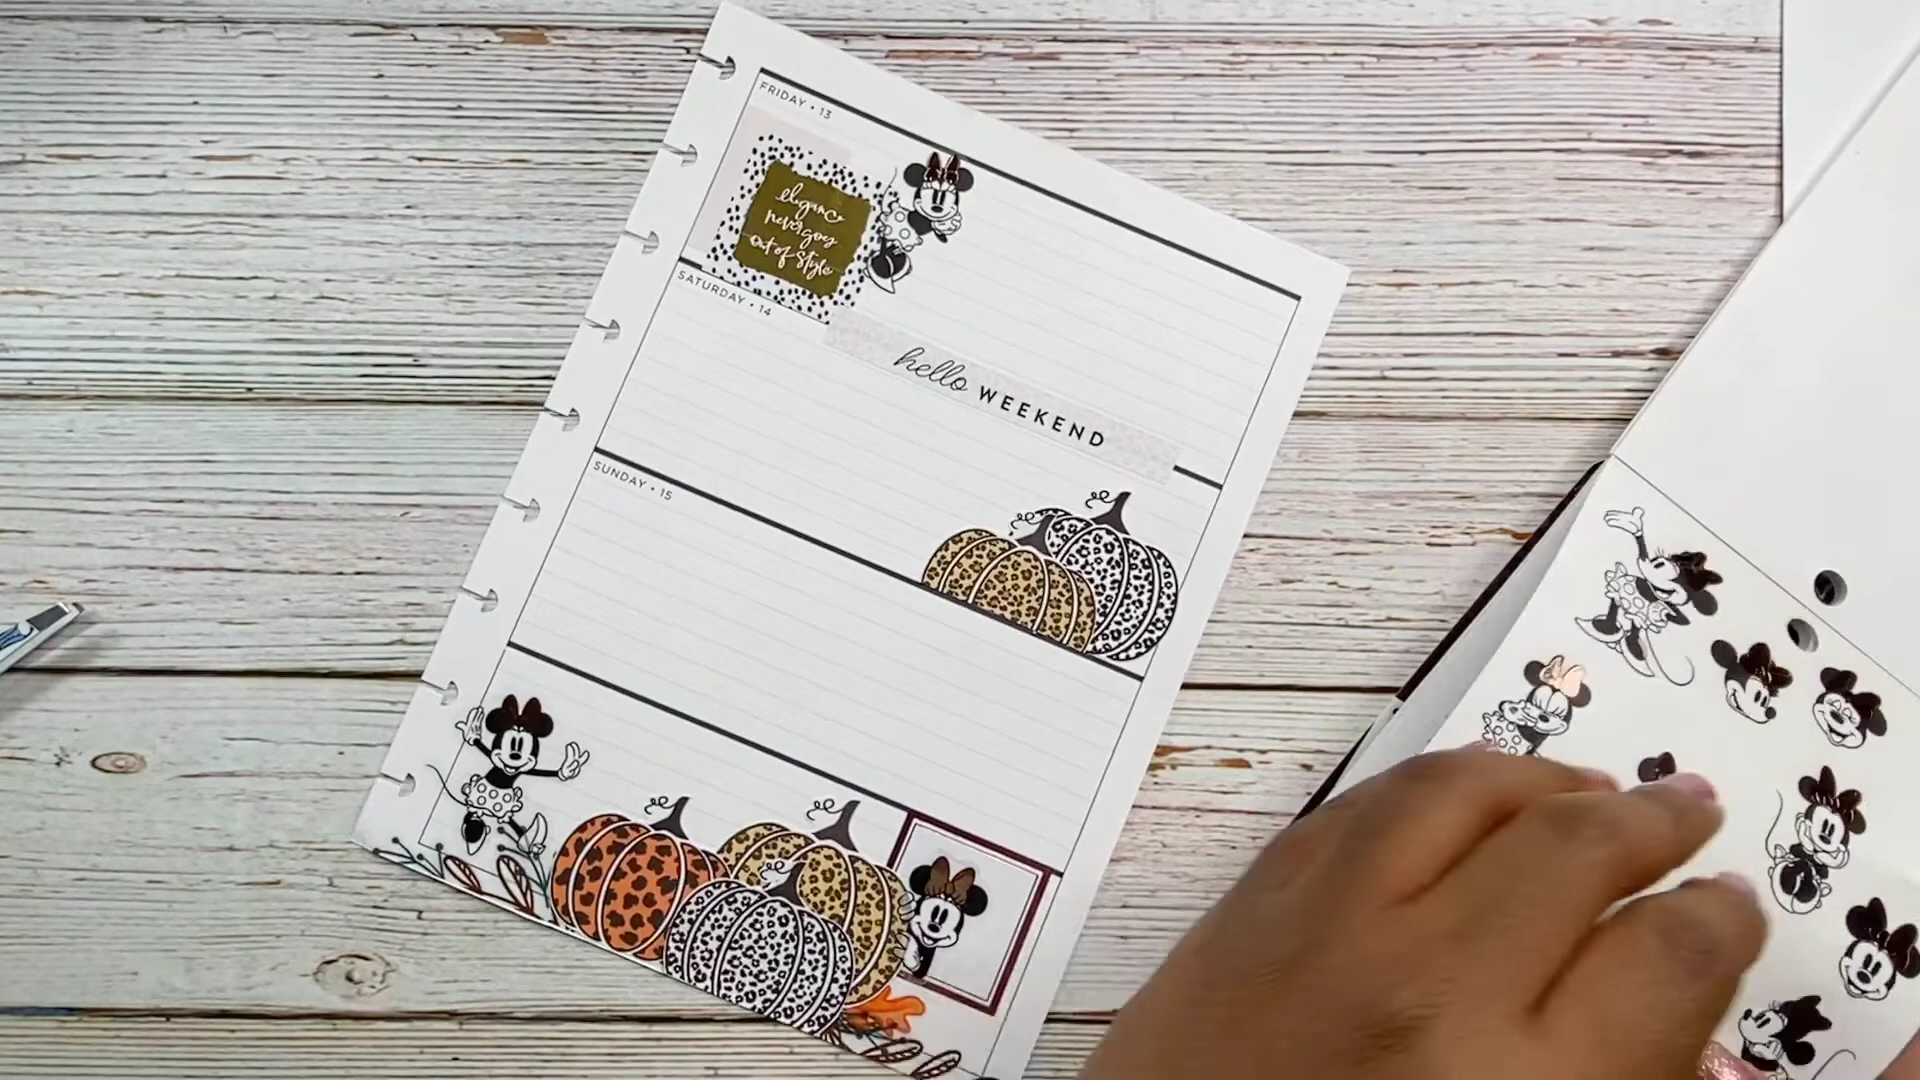 FRIDAY • 13
elegance
never goes
out of style
SATURDAY • 14
hello WEEKEND
SUNDAY • 15